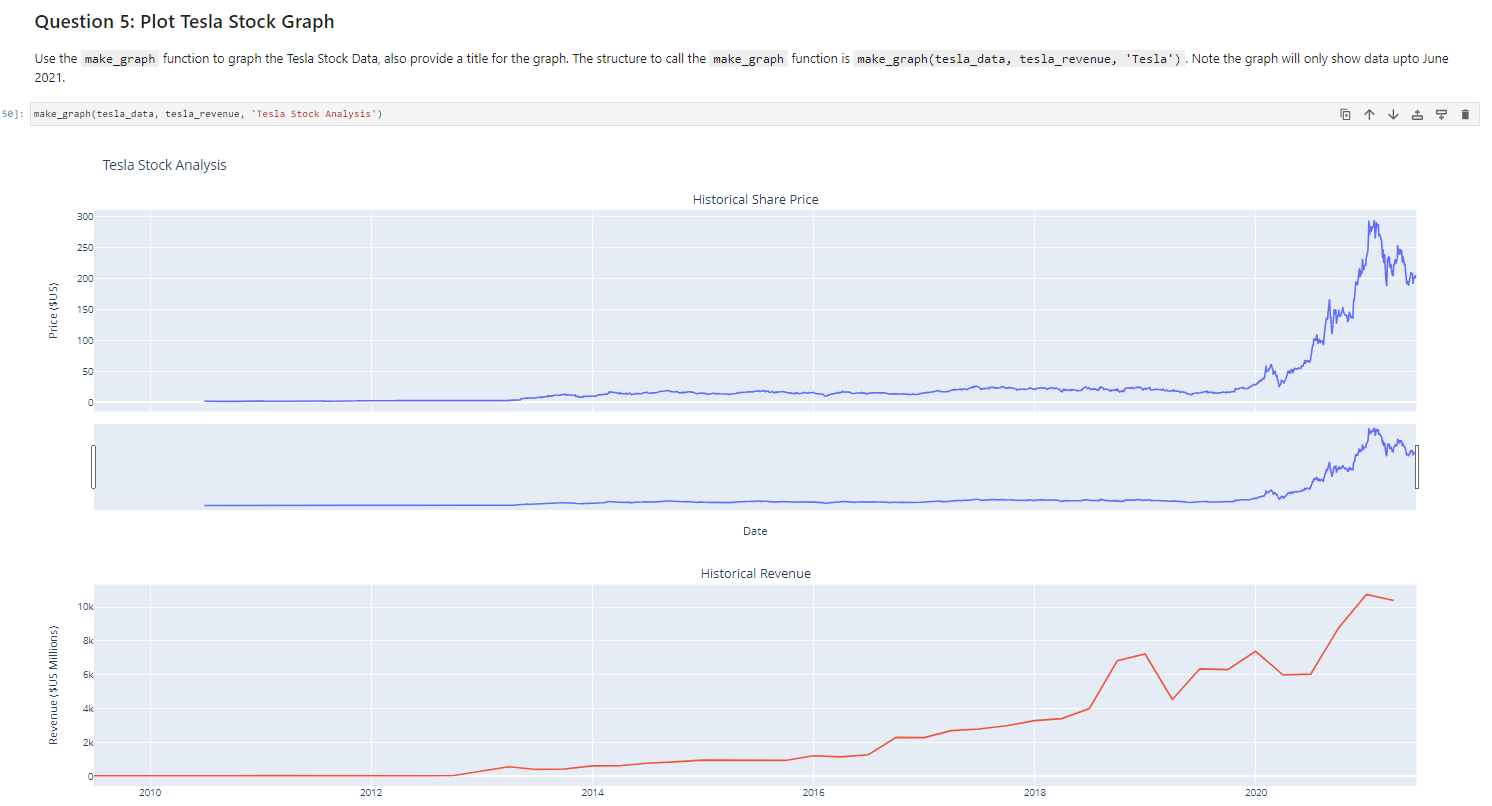 Question 5: Plot Tesla Stock Graph
Use the make_graph function to graph the Tesla Stock Data, also provide a title for the graph. The structure to call the make_graph function is make_graph(tesla_data, tesla_revenue, 'Tesla') . Note the graph will only show data upto June
2021.
50]: make_graph(tesla_data, tesla_revenue, 'Tesla Stock Analysis')
Tesla Stock Analysis
Historical Share Price
300
250
200
150
100
50
0
Price ($US)
Date
Historical Revenue
10k
8k
6k
4k
2k
0
Revenue ($US Millions)
2010 2012 2014 2016 2018 2020